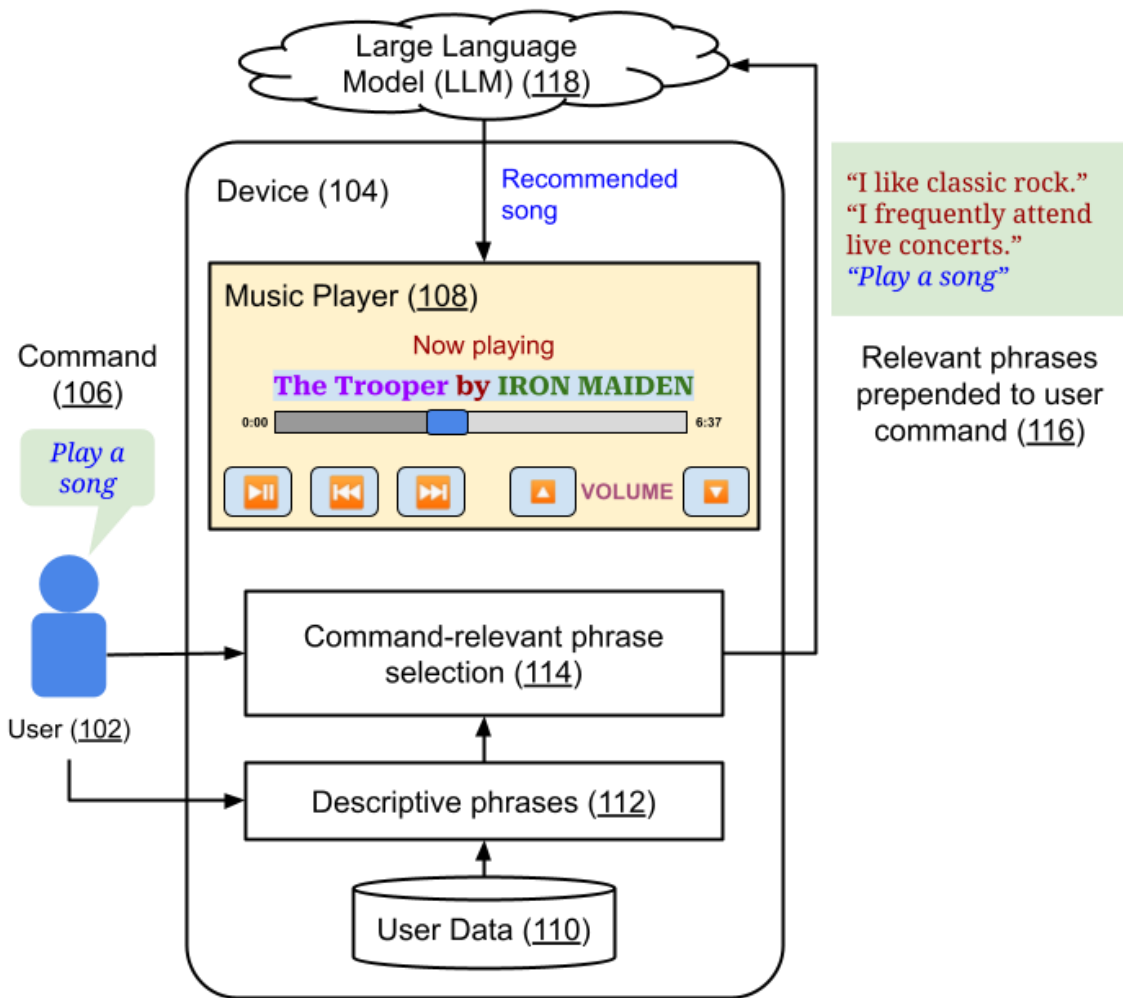 Large Language
Model (LLM) (118)
Device (104)
Recommended
song
“I like classic rock.”
“I frequently attend
live concerts.”
“Play a song”
Music Player (108)
Now playing
The Trooper by IRON MAIDEN
0:00
6:37
VOLUME
Command
(106)
Play a
song
Relevant phrases
prepended to user
command (116)
Command-relevant phrase
selection (114)
User (102)
Descriptive phrases (112)
User Data (110)